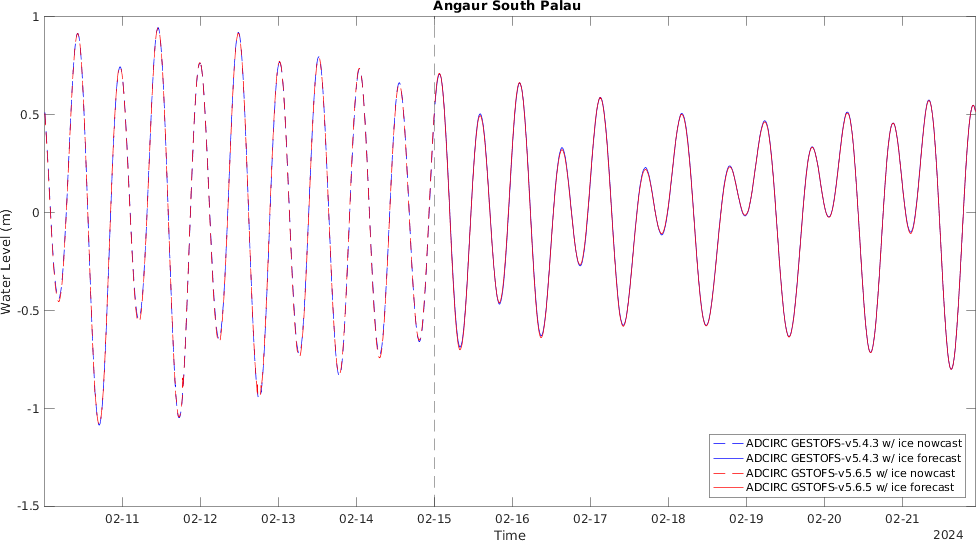 Angaur South Palau
1
0.5
0
-0.5
-1
-1.5
Water Level (m)
02-11 02-12 02-13 02-14 02-15 02-16 02-17 02-18 02-19 02-20 02-21
Time
2024
ADCIRC GESTOFS-v5.4.3 w/ ice nowcast
ADCIRC GESTOFS-v5.4.3 w/ ice forecast
ADCIRC GSTOFS-v5.6.5 w/ ice nowcast
ADCIRC GSTOFS-v5.6.5 w/ ice forecast